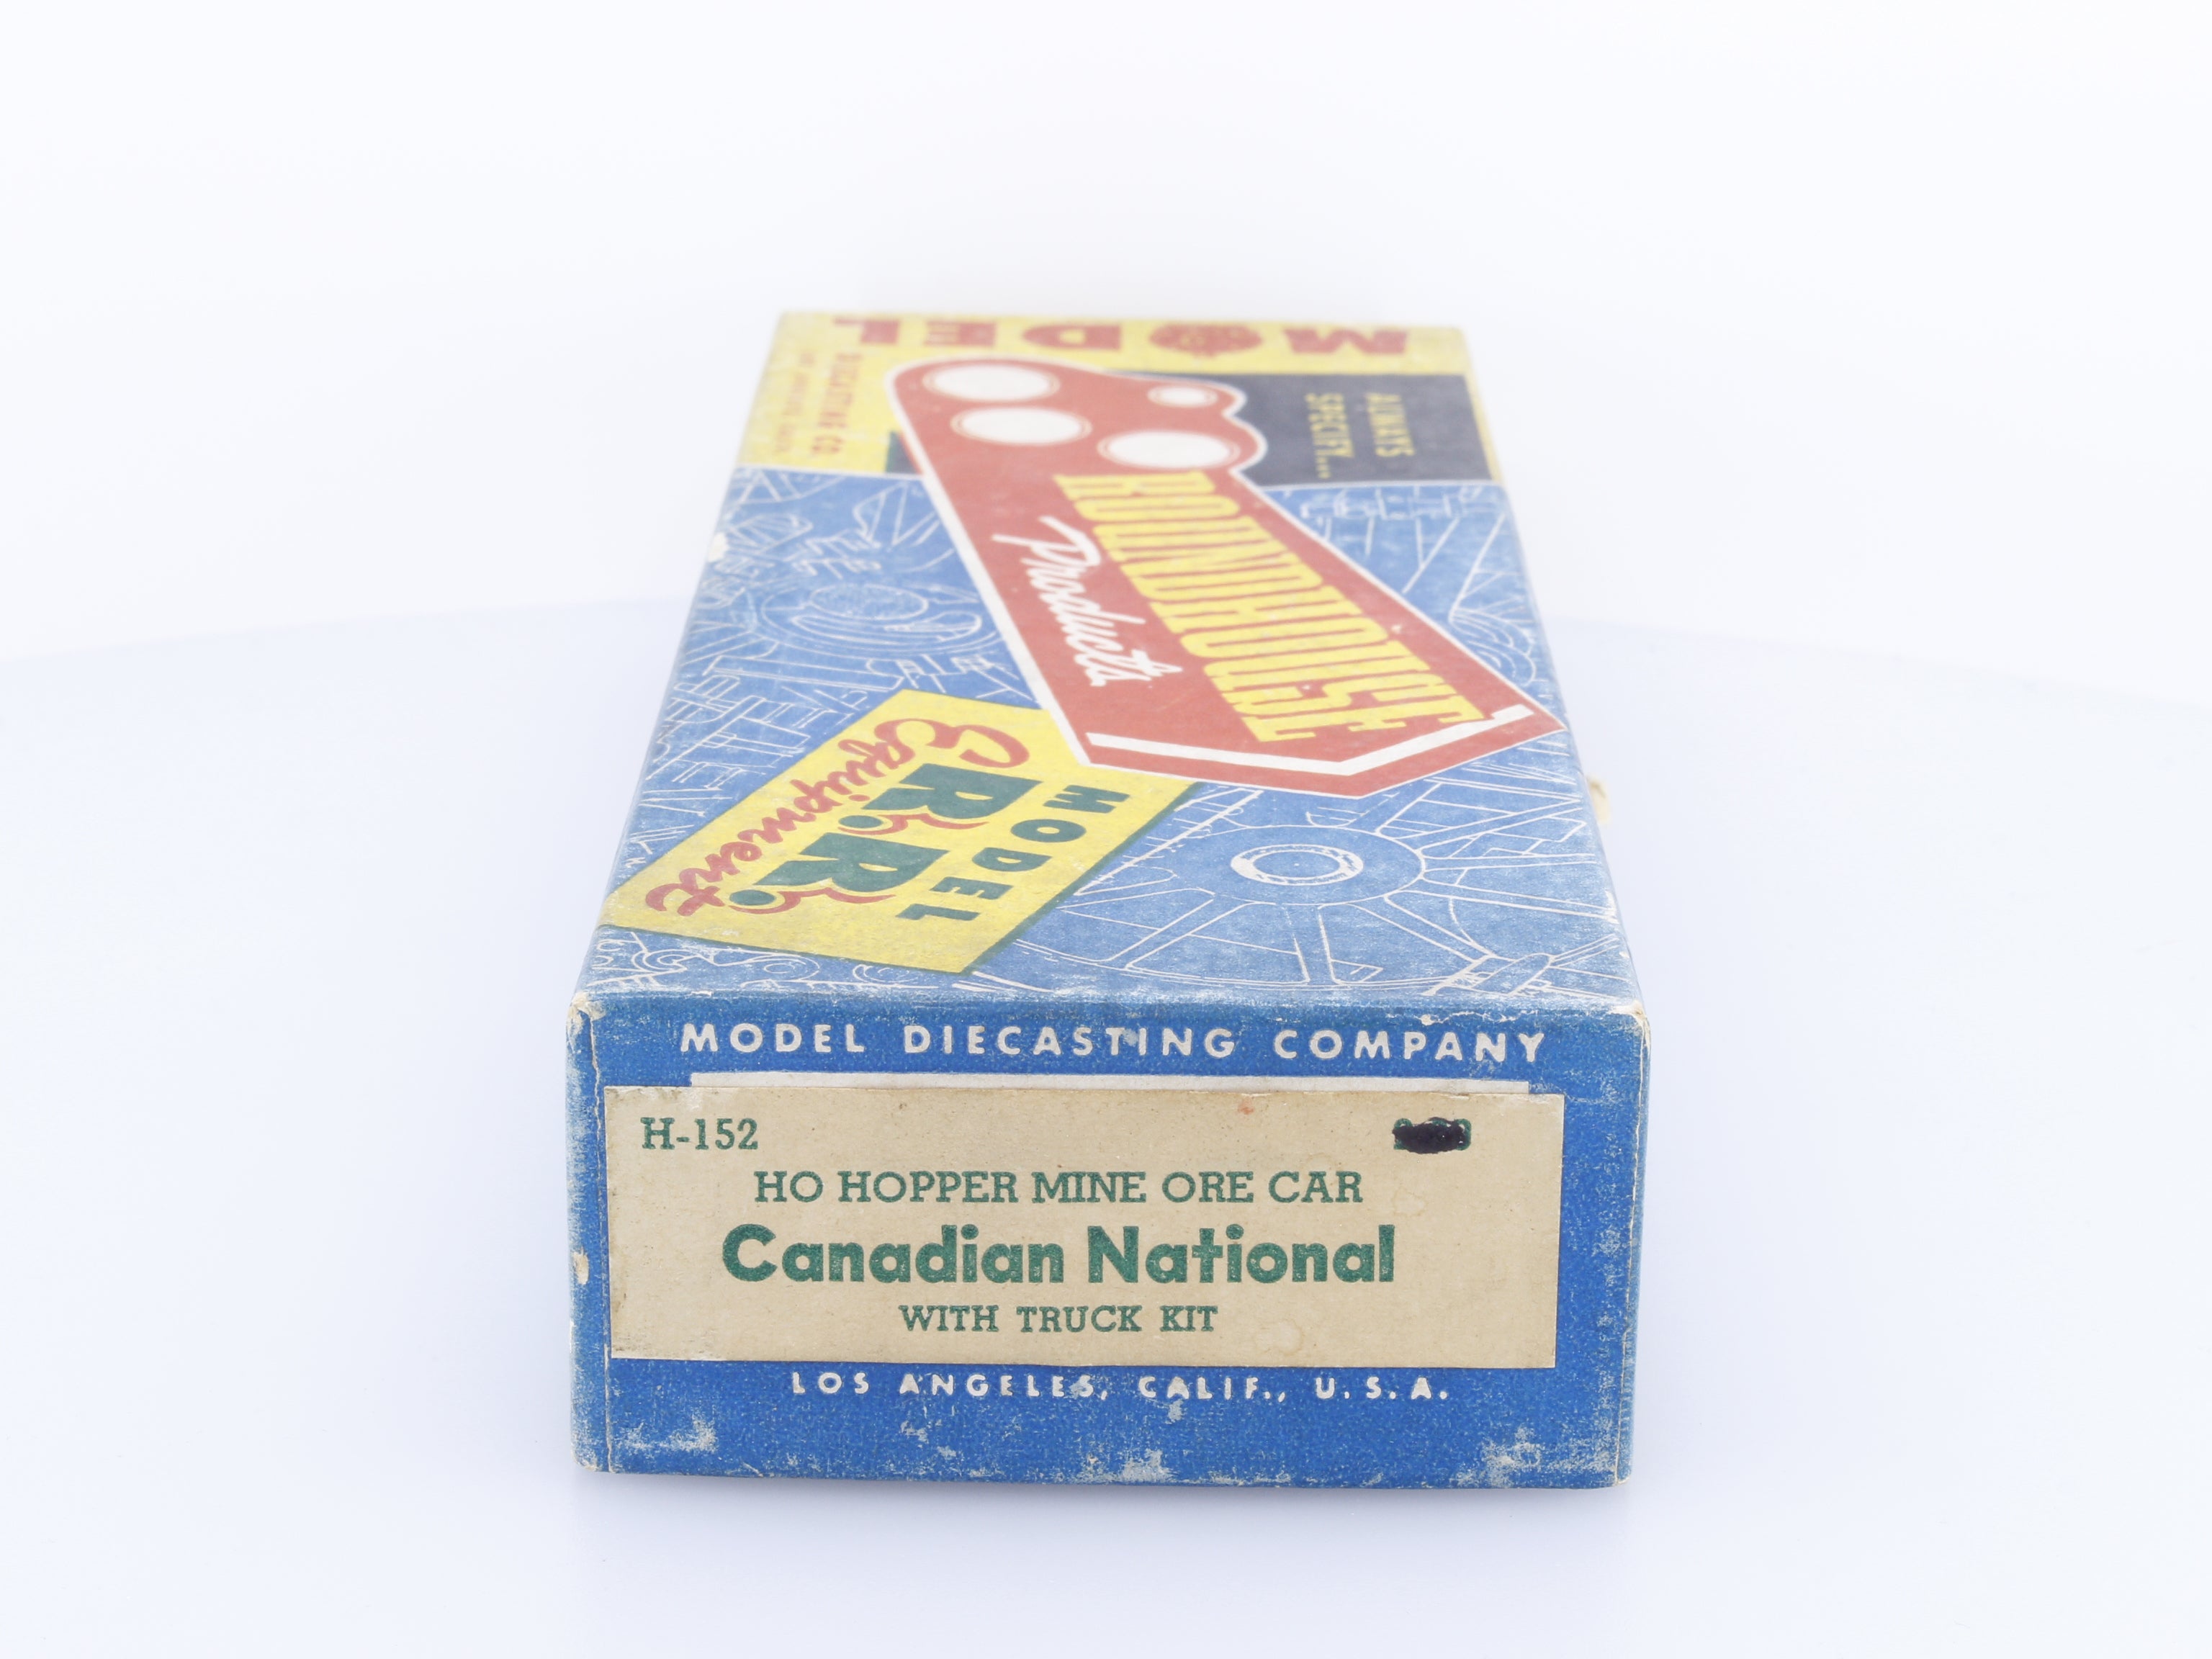 MODEL
DIECASTING CO.
ALWAYS
SPECIFY...
ROUNDHOUSE
Products
MODEL
R.R.
Equipment
MODEL DIECASTING COMPANY
H-152
HO HOPPER MINE ORE CAR
Canadian National
WITH TRUCK KIT
LOS ANGELES, CALIF., U.S.A.